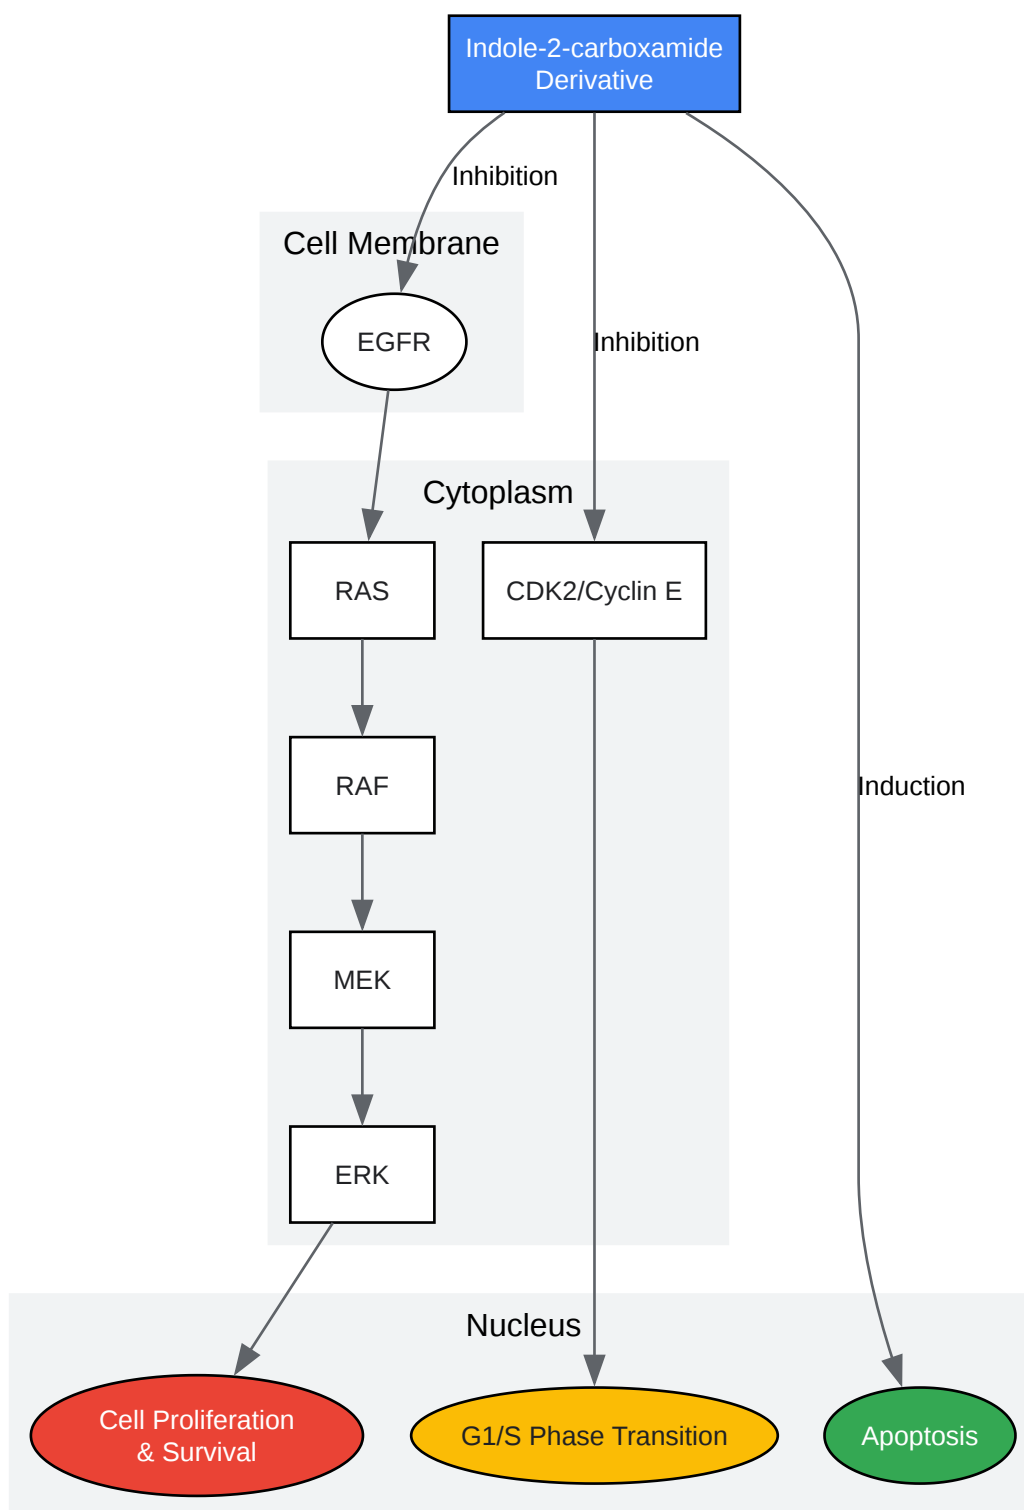 Indole-2-carboxamide
Derivative
Inhibition
Cell Membrane
EGFR
Inhibition
Cytoplasm
RAS
CDK2/Cyclin E
RAF
Induction
MEK
ERK
Nucleus
Cell Proliferation
& Survival
G1/S Phase Transition
Apoptosis